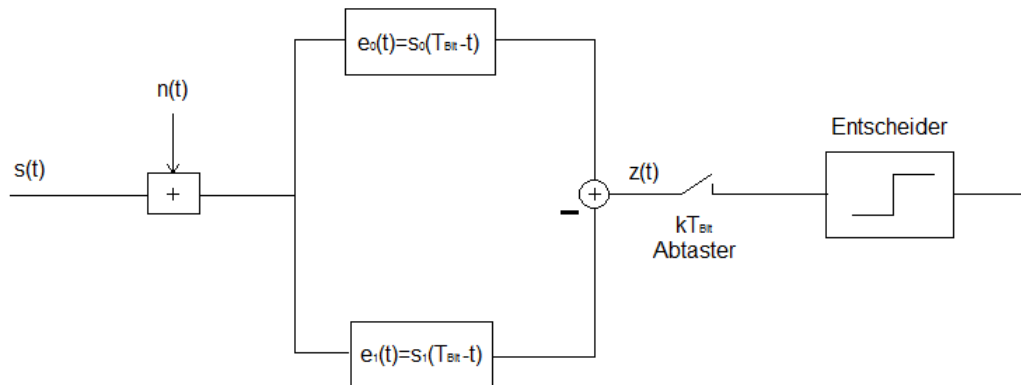 e₀(t)=s₀(T_Bit-t)
n(t)
Entscheider
s(t)
+
+
z(t)
kT_Bit
Abtaster
e₁(t)=s₁(T_Bit-t)